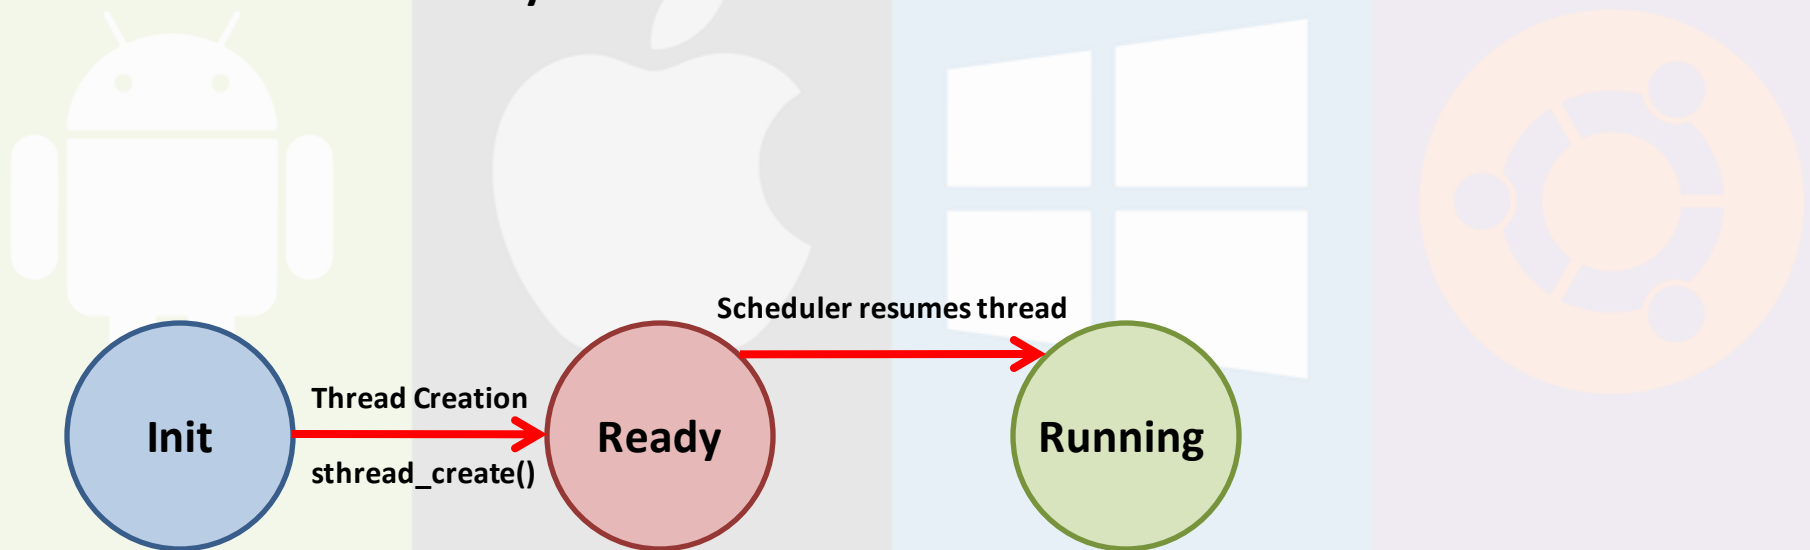 Scheduler resumes thread
Thread Creation
Init
Ready
Running
sthread_create()